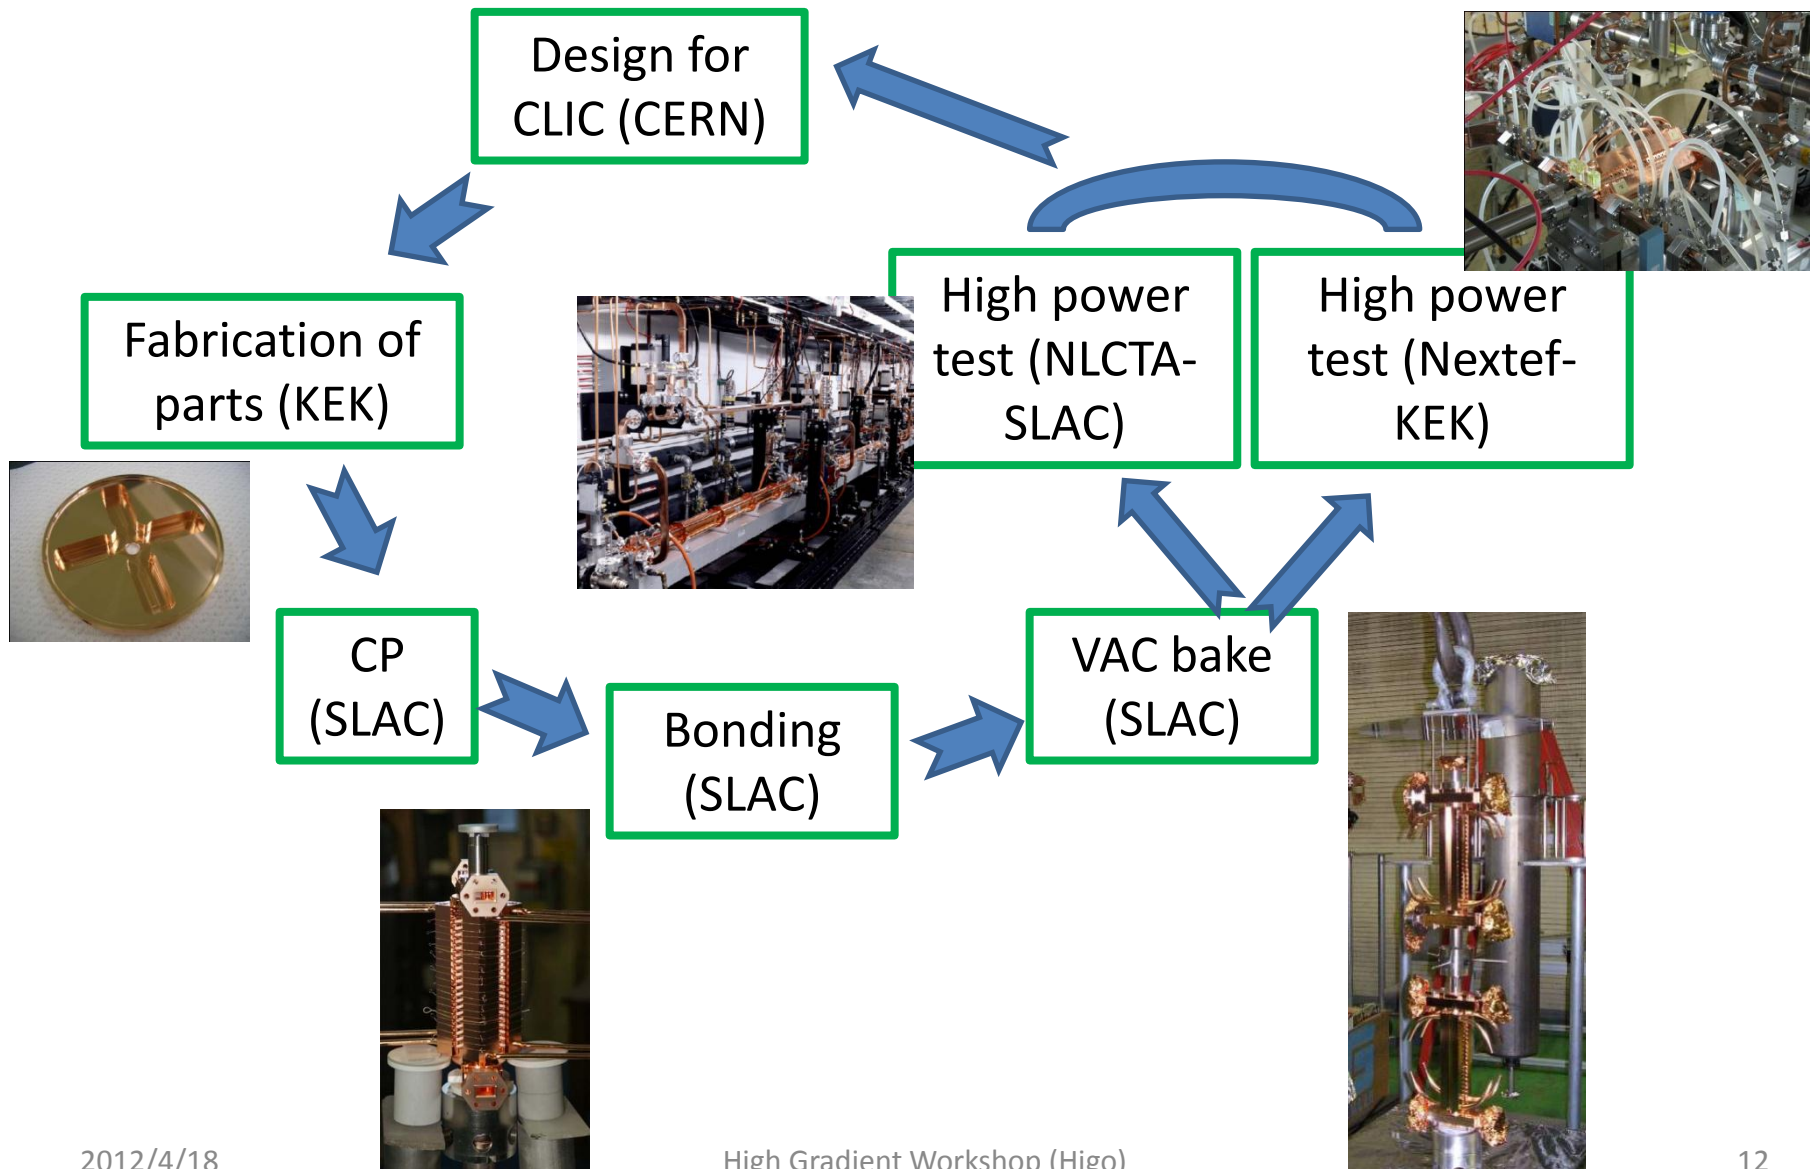 Design for
CLIC (CERN)
Fabrication of
parts (KEK)
High power
test (NLCTA-
SLAC)
High power
test (Nextef-
KEK)
CP
(SLAC)
Bonding
(SLAC)
VAC bake
(SLAC)
2012/4/18
High Gradient Workshop (Higo)
12